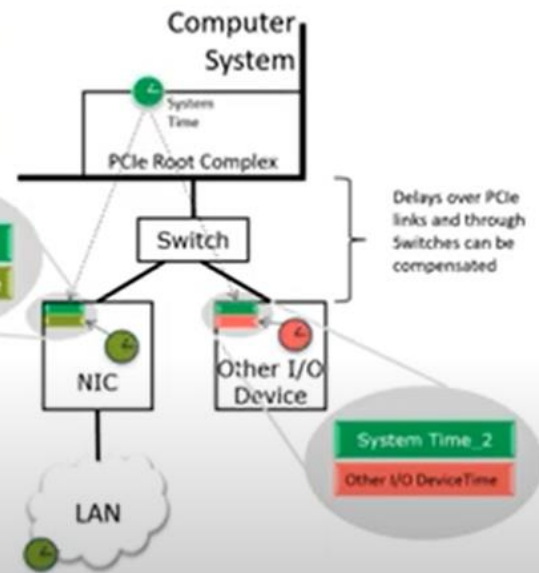 Computer
System
System
Time
PCIe Root Complex
Switch
Delays over PCIe
links and through
Switches can be
compensated
NIC
Other I/O
Device
System Time_2
Other I/O DeviceTime
LAN